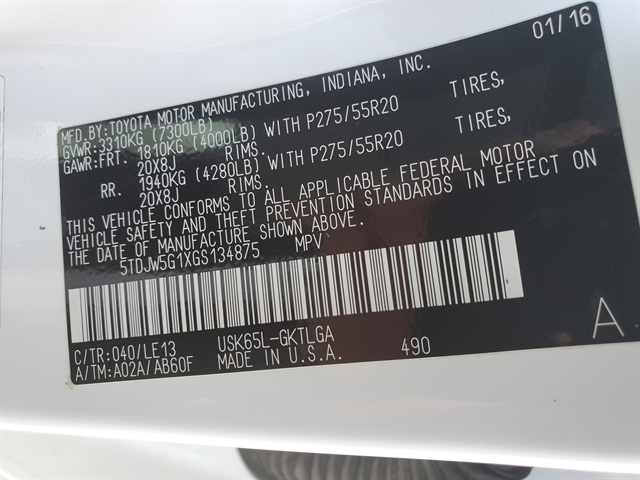 01/16
MFD.BY:TOYOTA MOTOR MANUFACTURING, INDIANA, INC.
GVWR:3310KG (7300LB)
GAWR:FRT. 1810KG (4000LB) WITH P275/55R20 TIRES,
20X8J RIMS.
RR. 1940KG (4280LB) WITH P275/55R20 TIRES,
20X8J RIMS.
THIS VEHICLE CONFORMS TO ALL APPLICABLE FEDERAL MOTOR
VEHICLE SAFETY AND THEFT PREVENTION STANDARDS IN EFFECT ON
THE DATE OF MANUFACTURE SHOWN ABOVE.
5TDJW5G1XGS134875 MPV
C/TR:040/LE13 USK65L-GKTLGA
A/TM:A02A/AB60F MADE IN U.S.A. 490 A